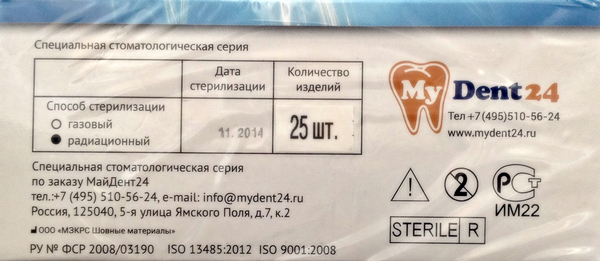 Специальная стоматологическая серия
Дата стерилизации
Количество изделий
Способ стерилизации
газовый
радиационный
11. 2014
25 шт.
My Dent24
Тел +7(495)510-56-24
www.mydent24.ru
Специальная стоматологическая серия
по заказу МайДент24
тел.:+7 (495) 510-56-24, e-mail: info@mydent24.ru
Россия, 125040, 5-я улица Ямского Поля, д.7, к.2
ООО «МЗКРС Шовные материалы»
РУ № ФСР 2008/03190 ISO 13485:2012 ISO 9001:2008
2
РСТ
ИМ22
STERILE R